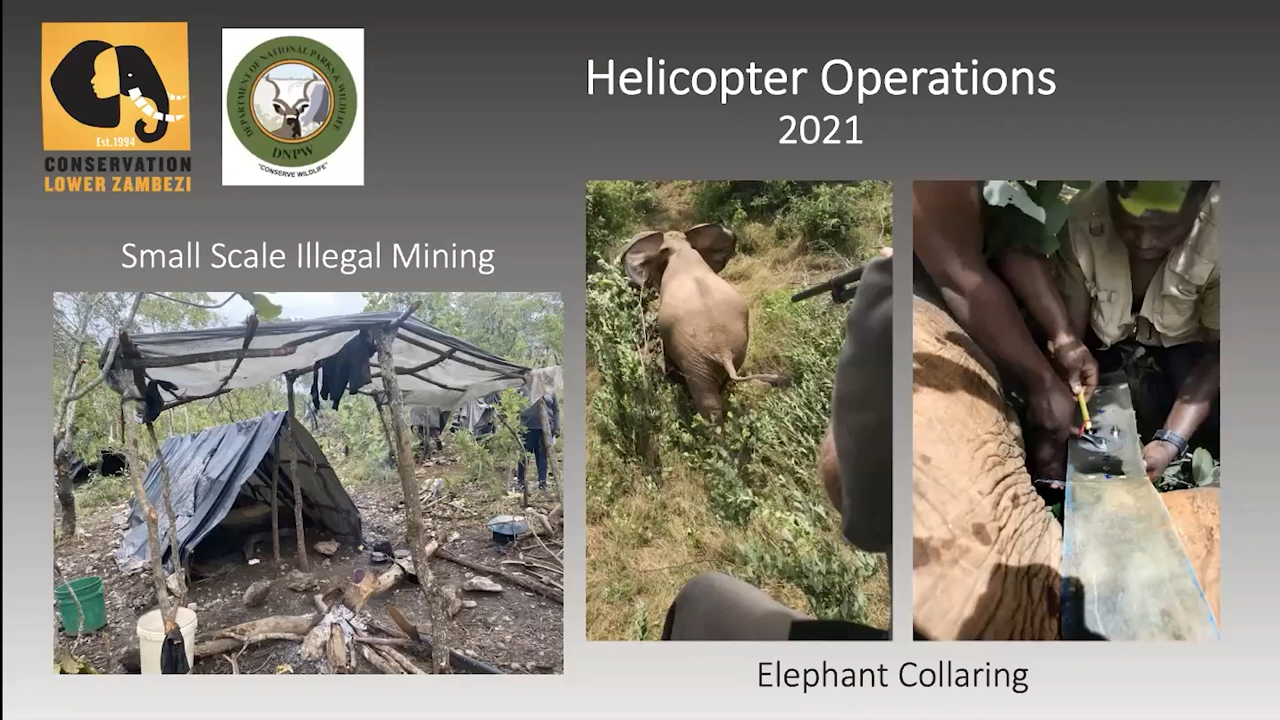 Est.1994
CONSERVATION
LOWER ZAMBEZI
DEPARTMENT OF NATIONAL PARKS & WILDLIFE
DNPW
"CONSERVE WILDLIFE"
Helicopter Operations
2021
Small Scale Illegal Mining
Elephant Collaring